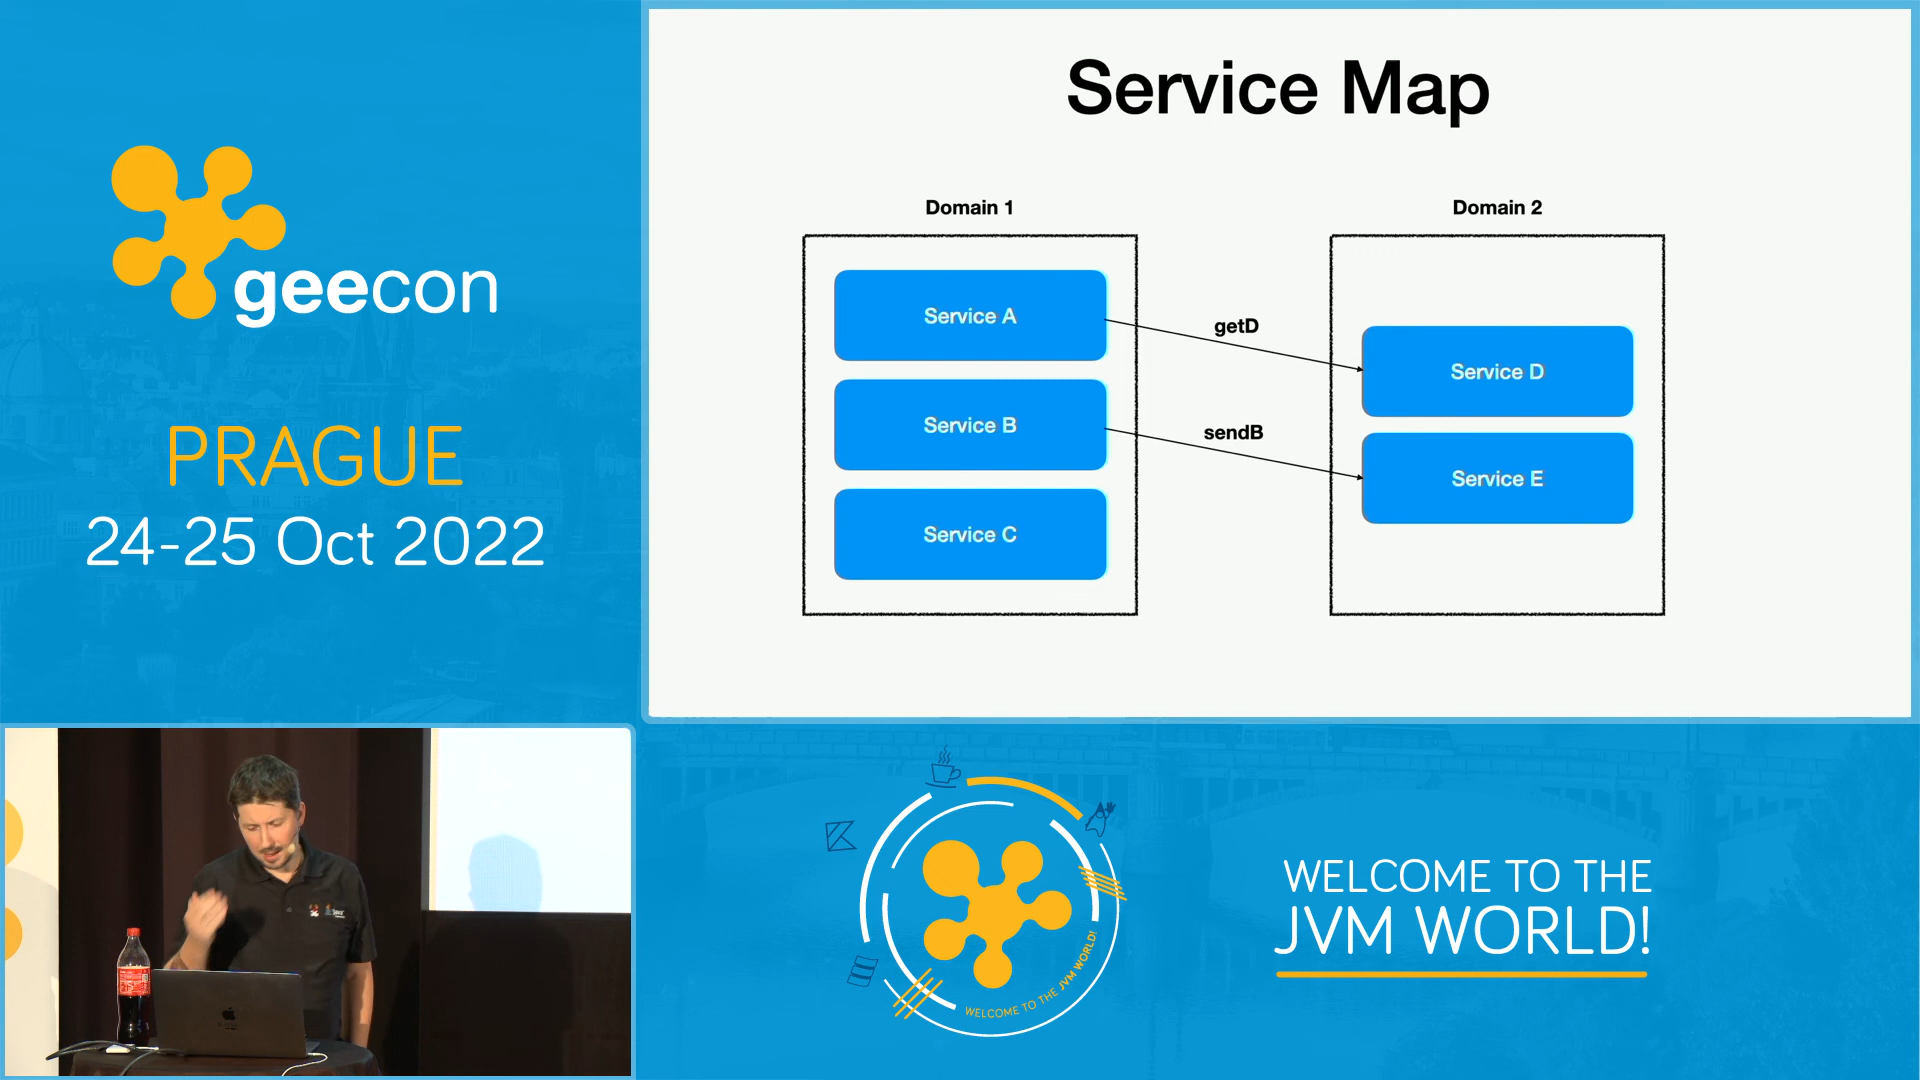 geecon
PRAGUE
24-25 Oct 2022
Service Map
Domain 1
Domain 2
Service A
Service B
Service C
getD
sendB
Service D
Service E
WELCOME TO THE JVM WORLD!
WELCOME TO THE
JVM WORLD!